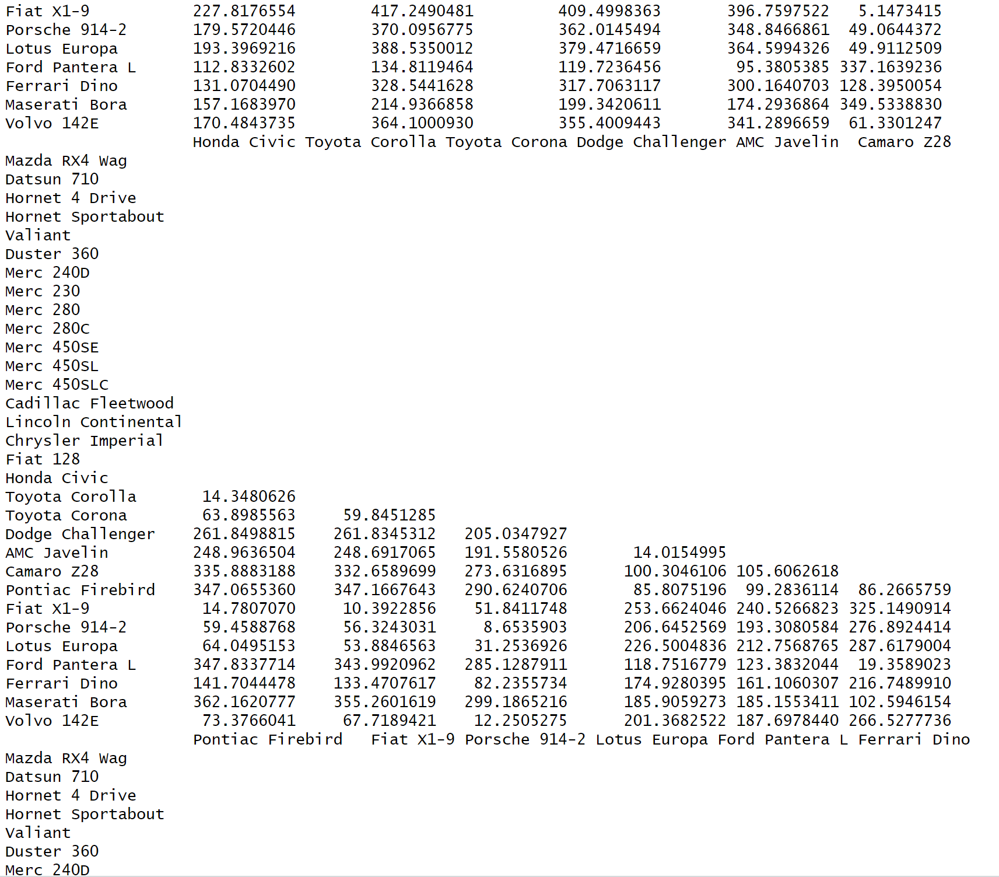 Fiat X1-9           227.8176554        417.2490481         409.4998363       396.7597522   5.1473415
Porsche 914-2       179.5720446        370.0956775         362.0145494       348.8466861  49.0644372
Lotus Europa        193.3969216        388.5350012         379.4716659       364.5994326  49.9112509
Ford Pantera L      112.8332602        134.8119464         119.7236456        95.3805385 337.1639236
Ferrari Dino        131.0704490        328.5441628         317.7063117       300.1640703 128.3950054
Maserati Bora       157.1683970        214.9366858         199.3420611       174.2936864 349.5338830
Volvo 142E          170.4843735        364.1000930         355.4009443       341.2896659  61.3301247
                    Honda Civic Toyota Corolla Toyota Corona Dodge Challenger AMC Javelin  Camaro Z28
Mazda RX4 Wag
Datsun 710
Hornet 4 Drive
Hornet Sportabout
Valiant
Duster 360
Merc 240D
Merc 230
Merc 280
Merc 280C
Merc 450SE
Merc 450SL
Merc 450SLC
Cadillac Fleetwood
Lincoln Continental
Chrysler Imperial
Fiat 128
Honda Civic
Toyota Corolla       14.3480626
Toyota Corona        63.8985563     59.8451285
Dodge Challenger    261.8498815    261.8345312   205.0347927
AMC Javelin         248.9636504    248.6917065   191.5580526       14.0154995
Camaro Z28          335.8883188    332.6589699   273.6316895      100.3046106 105.6062618
Pontiac Firebird    347.0655360    347.1667643   290.6240706       85.8075196  99.2836114  86.2665759
Fiat X1-9            14.7807070     10.3922856    51.8411748      253.6624046 240.5266823 325.1490914
Porsche 914-2        59.4588768     56.3243031     8.6535903      206.6452569 193.3080584 276.8924414
Lotus Europa         64.0495153     53.8846563    31.2536926      226.5004836 212.7568765 287.6179004
Ford Pantera L      347.8337714    343.9920962   285.1287911      118.7516779 123.3832044  19.3589023
Ferrari Dino        141.7044478    133.4707617    82.2355734      174.9280395 161.1060307 216.7489910
Maserati Bora       362.1620777    355.2601619   299.1865216      185.9059273 185.1553411 102.5946154
Volvo 142E           73.3766041     67.7189421    12.2505275      201.3682522 187.6978440 266.5277736
                    Pontiac Firebird   Fiat X1-9 Porsche 914-2 Lotus Europa Ford Pantera L Ferrari Dino
Mazda RX4 Wag
Datsun 710
Hornet 4 Drive
Hornet Sportabout
Valiant
Duster 360
Merc 240D